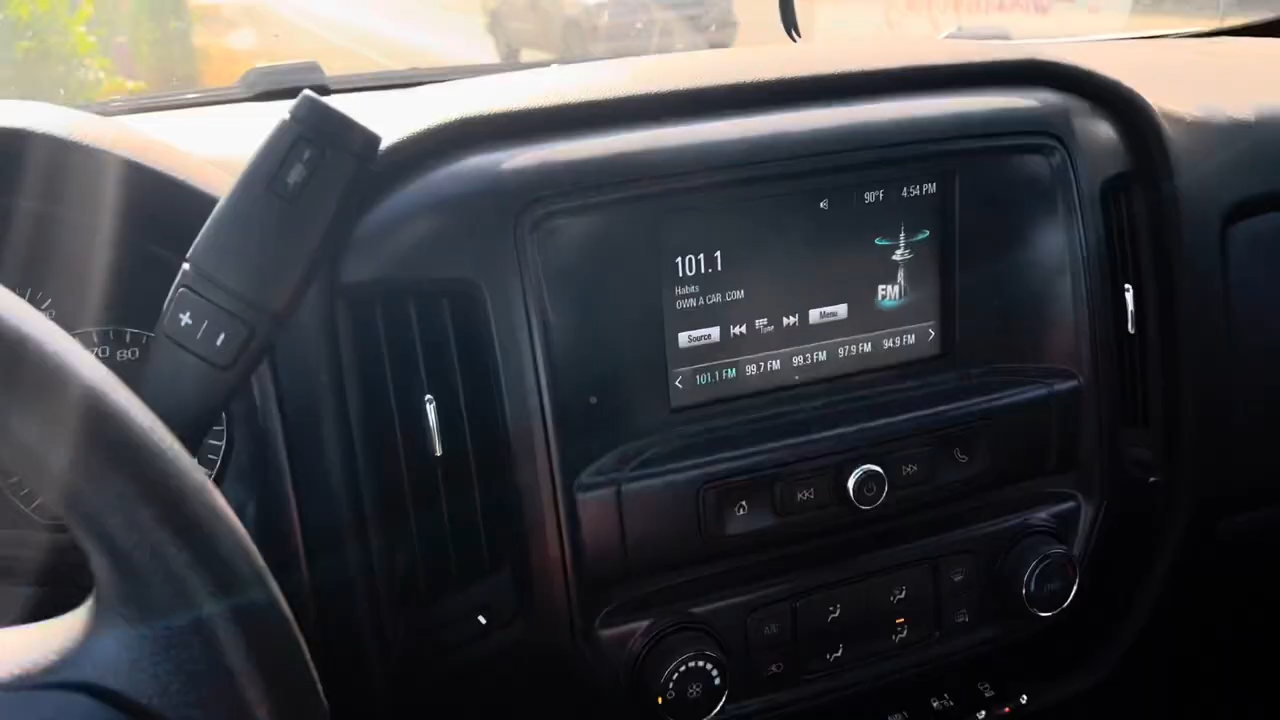 90°F 4:54 PM
101.1
Habits
OWN A CAR .COM
FM
Source
Type
Menu
101.1 FM 99.7 FM 99.3 FM 97.9 FM 94.9 FM
70 80
A/C